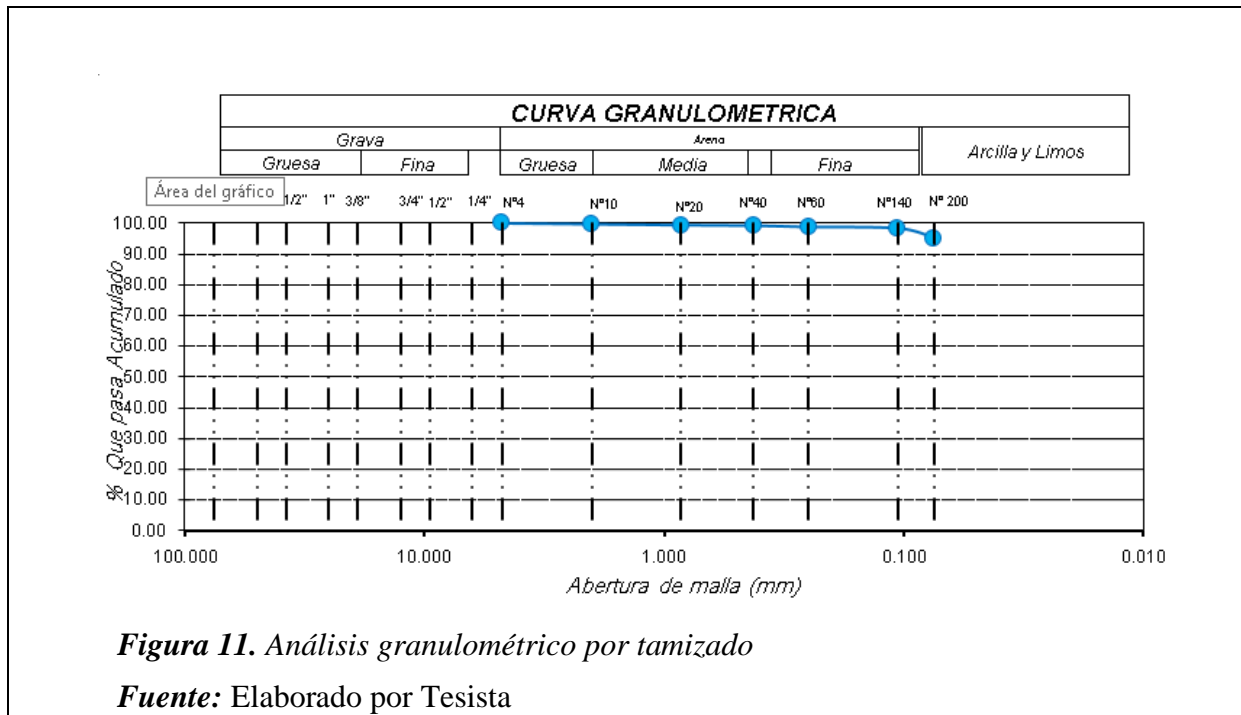 CURVA GRANULOMETRICA
Grava Arena Arcilla y Limos
Gruesa Fina Gruesa Media Fina
Área del gráfico 1/2" 1" 3/8" 3/4" 1/2" 1/4" Nº4 Nº10 Nº20 Nº40 Nº60 Nº140 Nº 200
% Que pasa Acumulado
100.00
90.00
80.00
70.00
60.00
50.00
40.00
30.00
20.00
10.00
0.00
100.000 10.000 1.000 0.100 0.010
Abertura de malla (mm)
Figura 11. Análisis granulométrico por tamizado
Fuente: Elaborado por Tesista